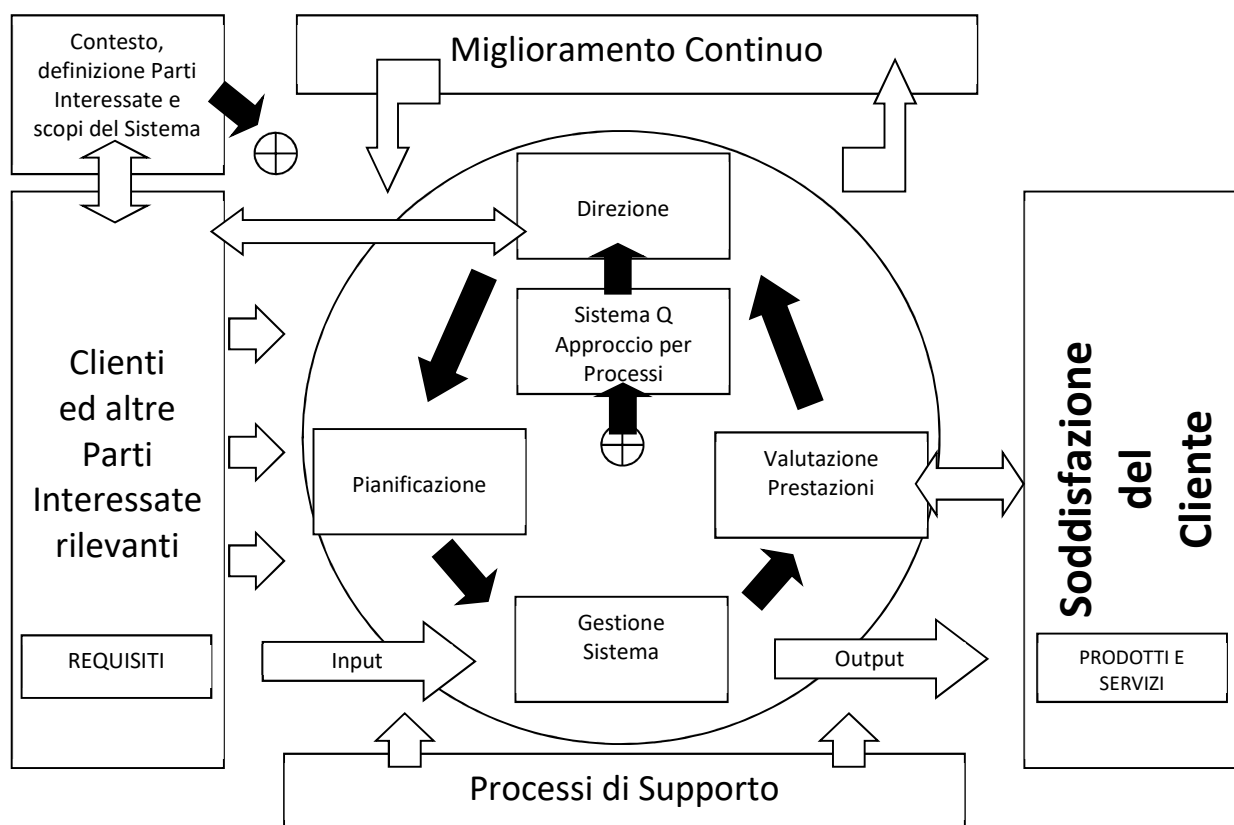 Contesto,
definizione Parti
Interessate e
scopi del Sistema
Miglioramento Continuo
Direzione
Sistema Q
Approccio per
Processi
Clienti
ed altre
Parti
Interessate
rilevanti
Pianificazione
Valutazione
Prestazioni
Soddisfazione
del
Cliente
Gestione
Sistema
REQUISITI
Input
Output
PRODOTTI E
SERVIZI
Processi di Supporto